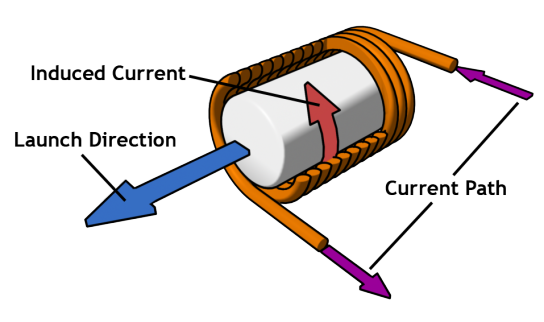 Induced Current
Launch Direction
Current Path